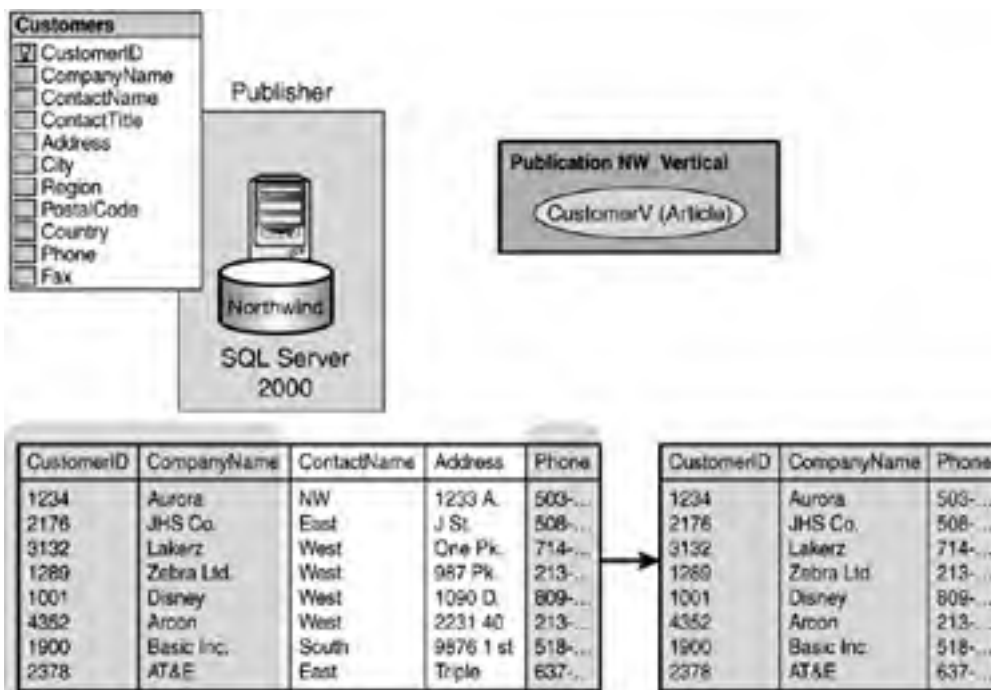 Customers
CustomerID
CompanyName
ContactName
ContactTitle
Address
City
Region
PostalCode
Country
Phone
Fax
Publisher
Northwind
SQL Server
2000
Publication NW_Vertical
CustomerV (Article)
CustomerID CompanyName ContactName Address Phone
1234 Aurora NW 1233 A. 503-...
2176 JHS Co. East J St. 508-...
3132 Lakerz West One Pk. 714-...
1289 Zebra Ltd. West 987 Pk. 213-...
1001 Disney West 1090 D. 809-...
4352 Arcon West 2231 40 213-...
1900 Basic Inc. South 9876 1 st 518-...
2378 AT&E East Triple 637-...
CustomerID CompanyName Phone
1234 Aurora 503-...
2176 JHS Co. 508-...
3132 Lakerz 714-...
1289 Zebra Ltd. 213-...
1001 Disney 809-...
4352 Arcon 213-...
1900 Basic Inc. 518-...
2378 AT&E 637-...